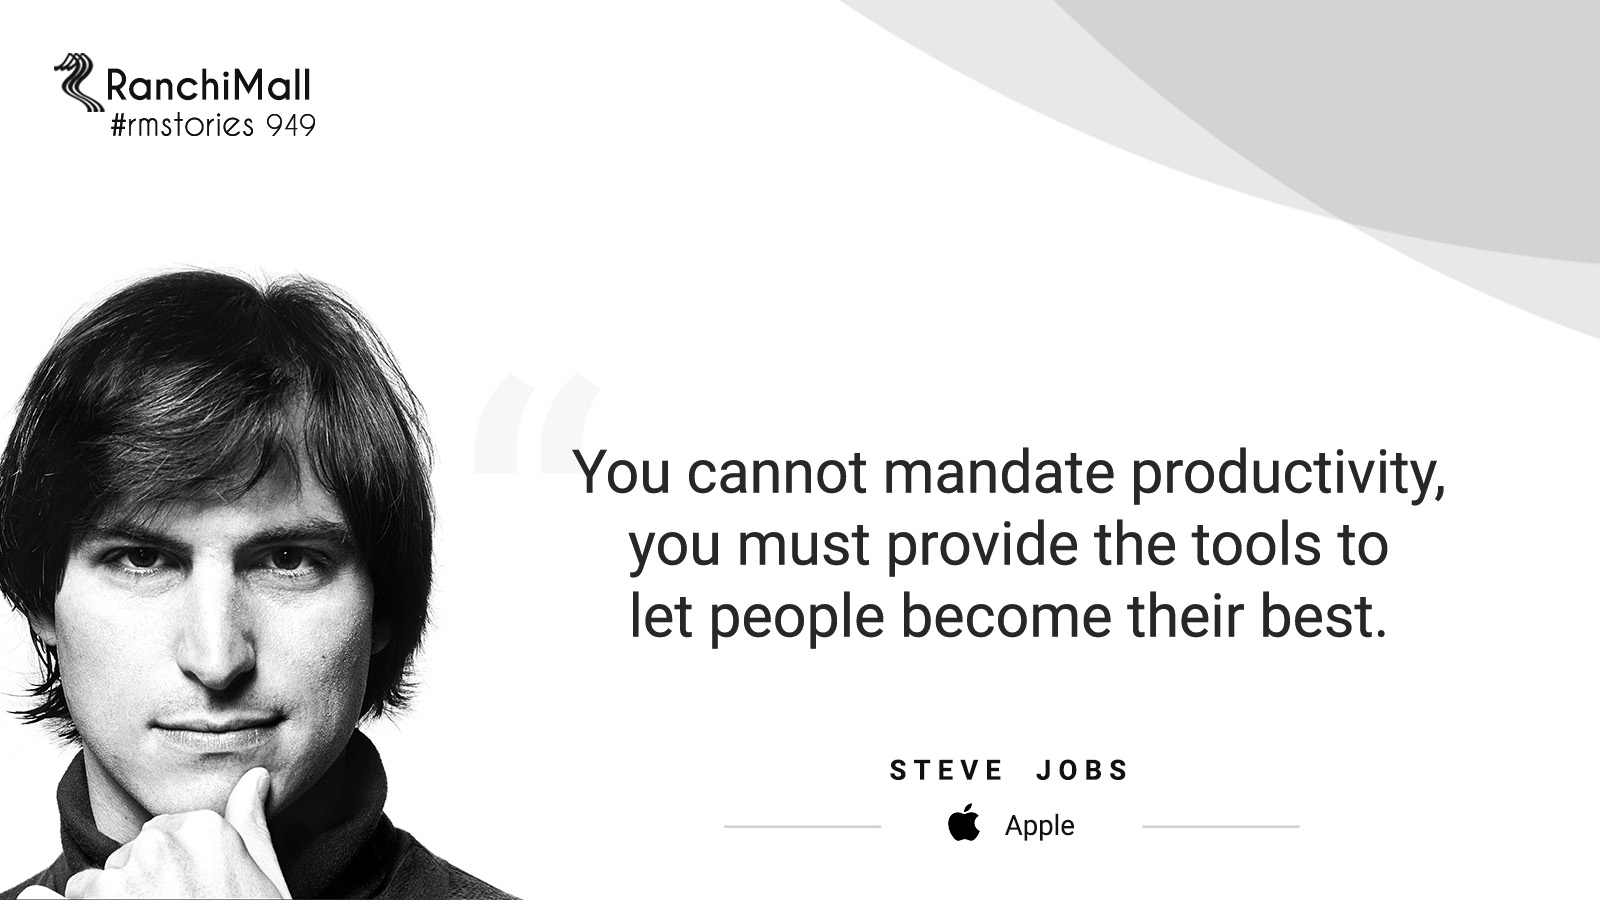 RanchiMall
#rmstories 949
“
You cannot mandate productivity,
you must provide the tools to
let people become their best.
STEVE JOBS
Apple